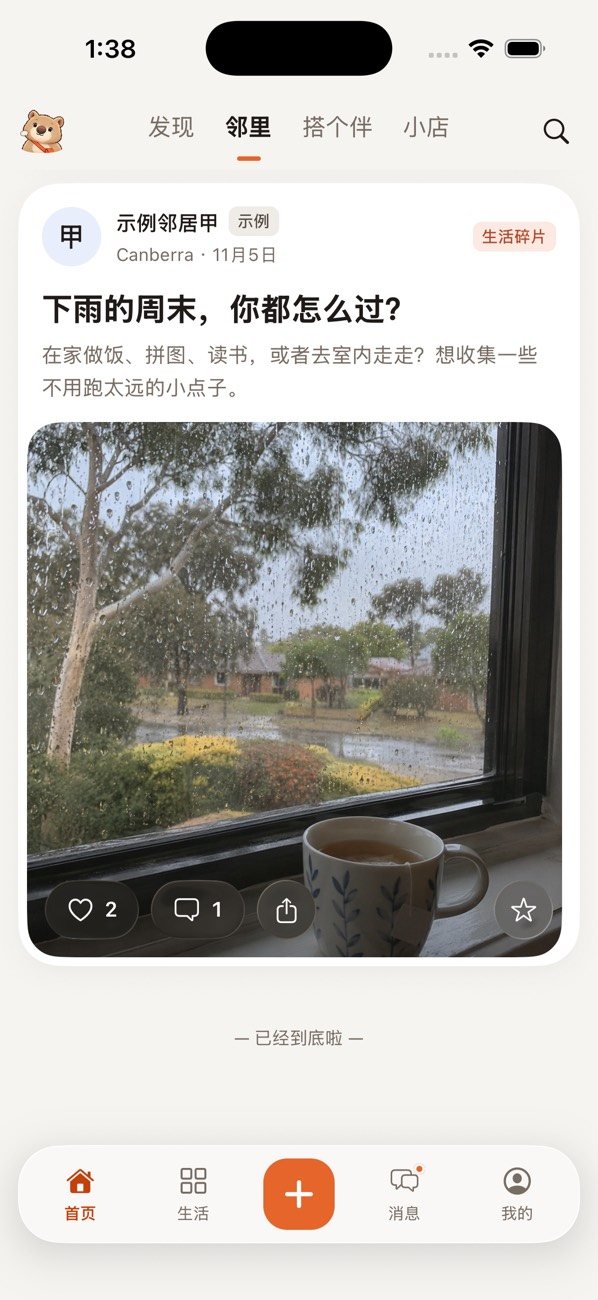 1:38
发现 邻里 搭个伴 小店
甲
示例邻居甲 示例
Canberra · 11月5日
生活碎片
下雨的周末，你都怎么过？
在家做饭、拼图、读书，或者去室内走走？想收集一些
不用跑太远的小点子。
2 1
— 已经到底啦 —
首页 生活 消息 我的